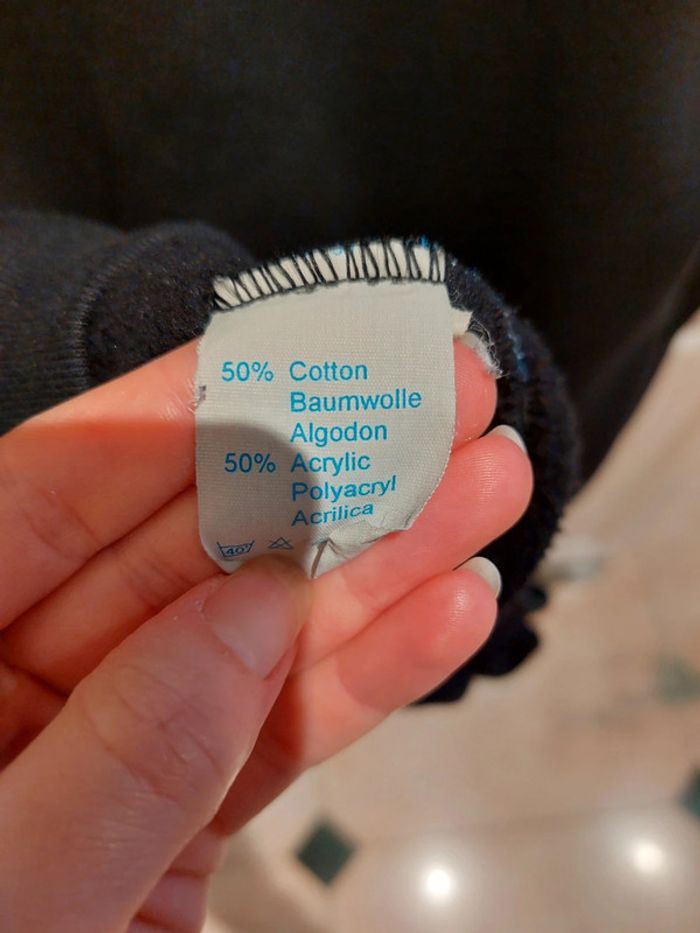 50% Cotton
Baumwolle
Algodon
50% Acrylic
Polyacryl
Acrilica
40°